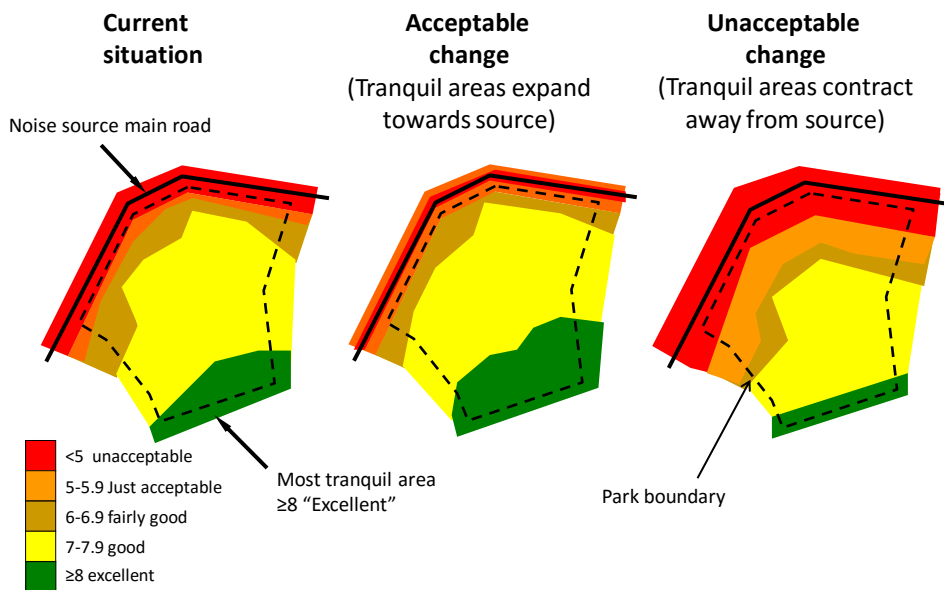 Current
situation
Acceptable
change
(Tranquil areas expand
towards source)
Unacceptable
change
(Tranquil areas contract
away from source)
Noise source main road
<5 unacceptable
5-5.9 Just acceptable
6-6.9 fairly good
7-7.9 good
≥8 excellent
Most tranquil area
≥8 “Excellent”
Park boundary